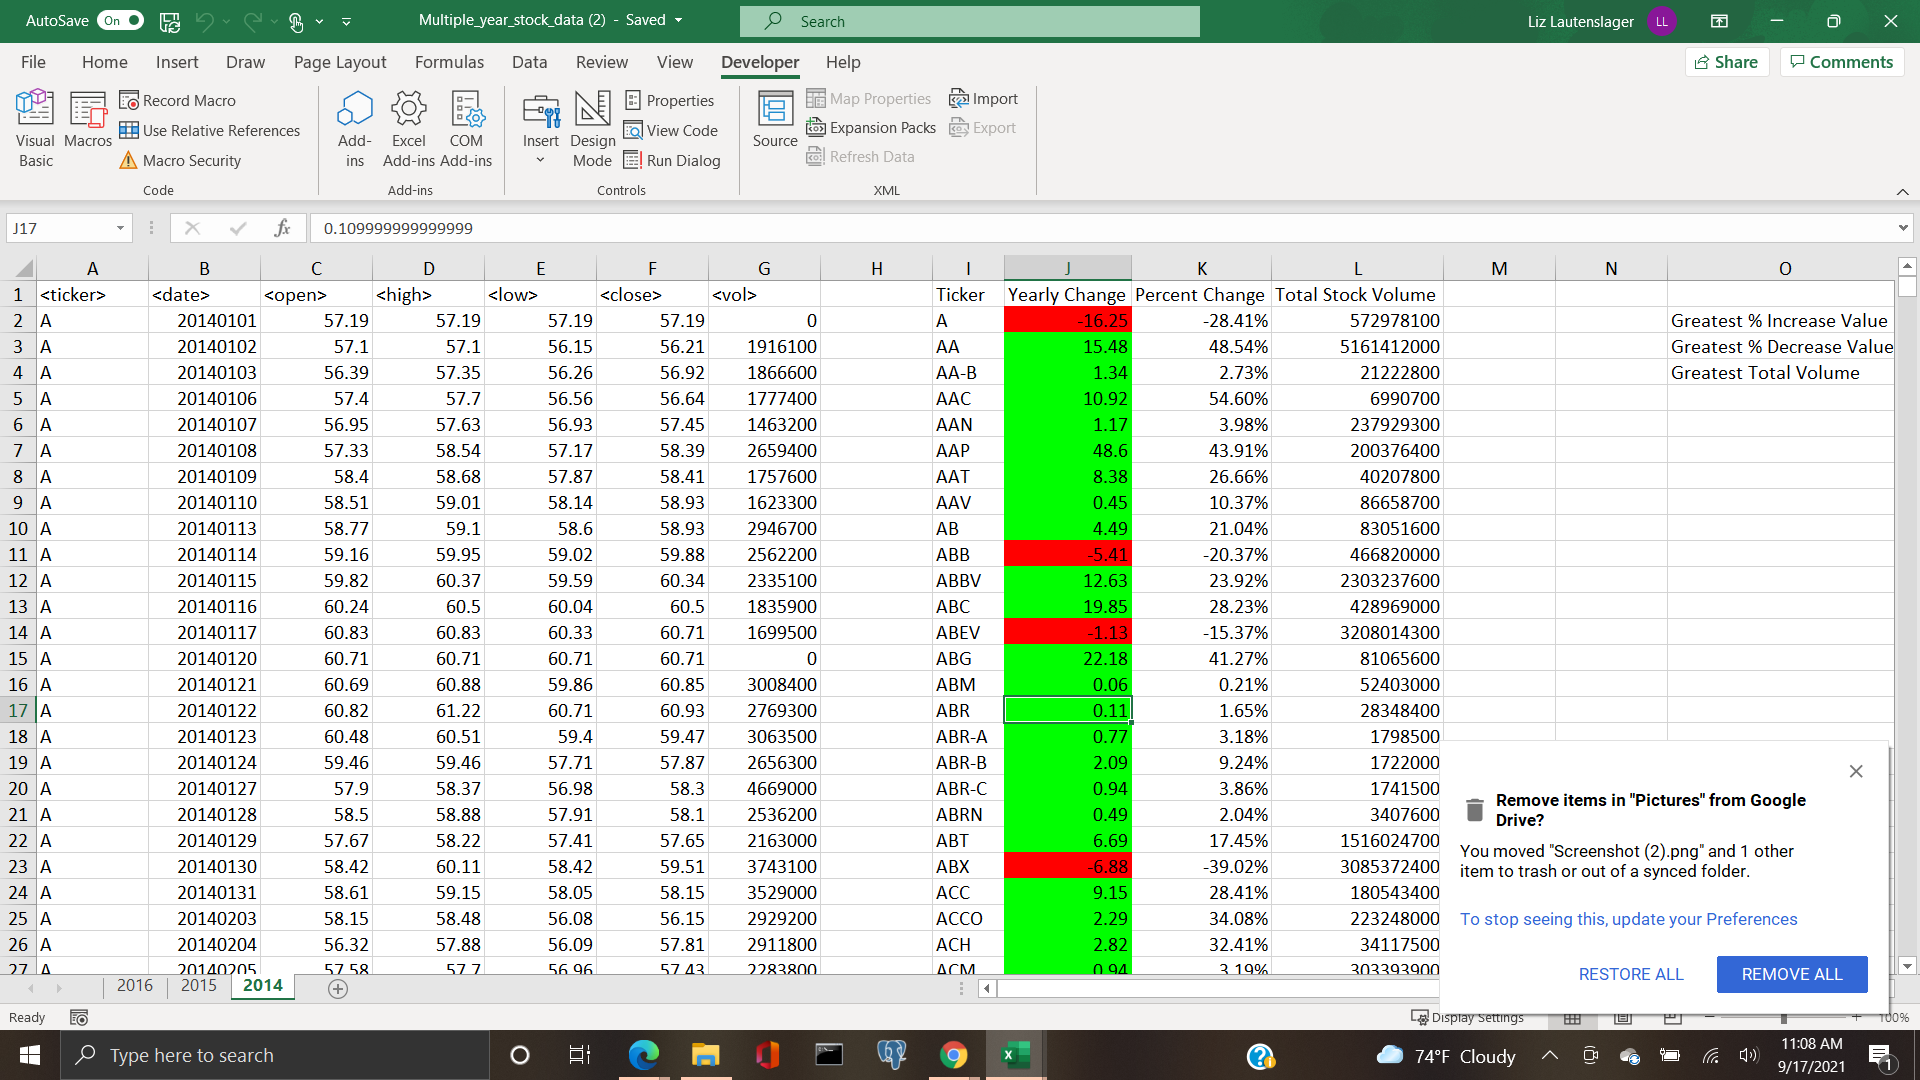 AutoSave On Multiple_year_stock_data (2) - Saved Search Liz Lautenslager LL
File Home Insert Draw Page Layout Formulas Data Review View Developer Help Share Comments
Visual Basic Macros Record Macro Use Relative References Macro Security Code
Add-ins Excel Add-ins COM Add-ins Add-ins
Insert Design Mode Properties View Code Run Dialog Controls
Source Map Properties Expansion Packs Refresh Data Import Export XML
J17 fx 0.109999999999999
A B C D E F G H I J K L M N O
1 <ticker> <date> <open> <high> <low> <close> <vol> Ticker Yearly Change Percent Change Total Stock Volume
2 A 20140101 57.19 57.19 57.19 57.19 0 A -16.25 -28.41% 572978100 Greatest % Increase Value
3 A 20140102 57.1 57.1 56.15 56.21 1916100 AA 15.48 48.54% 5161412000 Greatest % Decrease Value
4 A 20140103 56.39 57.35 56.26 56.92 1866600 AA-B 1.34 2.73% 21222800 Greatest Total Volume
5 A 20140106 57.4 57.7 56.56 56.64 1777400 AAC 10.92 54.60% 6990700
6 A 20140107 56.95 57.63 56.93 57.45 1463200 AAN 1.17 3.98% 237929300
7 A 20140108 57.33 58.54 57.17 58.39 2659400 AAP 48.6 43.91% 200376400
8 A 20140109 58.4 58.68 57.87 58.41 1757600 AAT 8.38 26.66% 40207800
9 A 20140110 58.51 59.01 58.14 58.93 1623300 AAV 0.45 10.37% 86658700
10 A 20140113 58.77 59.1 58.6 58.93 2946700 AB 4.49 21.04% 83051600
11 A 20140114 59.16 59.95 59.02 59.88 2562200 ABB -5.41 -20.37% 466820000
12 A 20140115 59.82 60.37 59.59 60.34 2335100 ABBV 12.63 23.92% 2303237600
13 A 20140116 60.24 60.5 60.04 60.5 1835900 ABC 19.85 28.23% 428969000
14 A 20140117 60.83 60.83 60.33 60.71 1699500 ABEV -1.13 -15.37% 3208014300
15 A 20140120 60.71 60.71 60.71 60.71 0 ABG 22.18 41.27% 81065600
16 A 20140121 60.69 60.88 59.86 60.85 3008400 ABM 0.06 0.21% 52403000
17 A 20140122 60.82 61.22 60.71 60.93 2769300 ABR 0.11 1.65% 28348400
18 A 20140123 60.48 60.51 59.4 59.47 3063500 ABR-A 0.77 3.18% 1798500
19 A 20140124 59.46 59.46 57.71 57.87 2656300 ABR-B 2.09 9.24% 1722000
20 A 20140127 57.9 58.37 56.98 58.3 4669000 ABR-C 0.94 3.86% 1741500
21 A 20140128 58.5 58.88 57.91 58.1 2536200 ABRN 0.49 2.04% 3407600
22 A 20140129 57.67 58.22 57.41 57.65 2163000 ABT 6.69 17.45% 1516024700
23 A 20140130 58.42 60.11 58.42 59.51 3743100 ABX -6.88 -39.02% 3085372400
24 A 20140131 58.61 59.15 58.05 58.15 3529000 ACC 9.15 28.41% 180543400
25 A 20140203 58.15 58.48 56.08 56.15 2929200 ACCO 2.29 34.08% 223248000
26 A 20140204 56.32 57.88 56.09 57.81 2911800 ACH 2.82 32.41% 34117500
27 A 20140205 57.58 57.7 56.96 57.43 2283800 ACM 0.94 3.19% 303393900
Remove items in "Pictures" from Google
Drive?
You moved "Screenshot (2).png" and 1 other
item to trash or out of a synced folder.
To stop seeing this, update your Preferences
RESTORE ALL REMOVE ALL
2016 2015 2014
Ready Display Settings 100%
Type here to search 74°F Cloudy 11:08 AM
9/17/2021 1